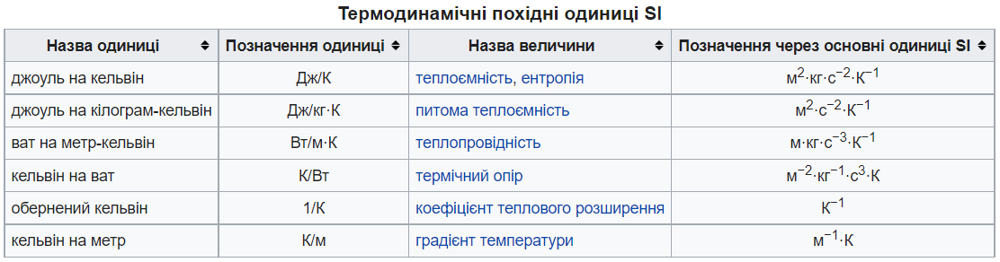 Термодинамічні похідні одиниці SI
Назва одиниці Позначення одиниці Назва величини Позначення через основні одиниці SI
джоуль на кельвін Дж/К теплоємність, ентропія м²·кг·с⁻²·К⁻¹
джоуль на кілограм-кельвін Дж/кг·К питома теплоємність м²·с⁻²·К⁻¹
ват на метр-кельвін Вт/м·К теплопровідність м·кг·с⁻³·К⁻¹
кельвін на ват К/Вт термічний опір м⁻²·кг⁻¹·с³·К
обернений кельвін 1/К коефіцієнт теплового розширення К⁻¹
кельвін на метр К/м градієнт температури м⁻¹·К